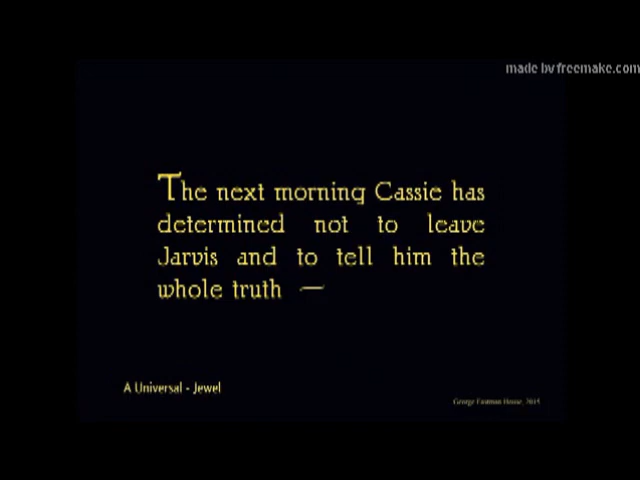 made by freemake.com
The next morning Cassie has
determined not to leave
Jarvis and to tell him the
whole truth —
A Universal - Jewel
George Eastman House, 2015